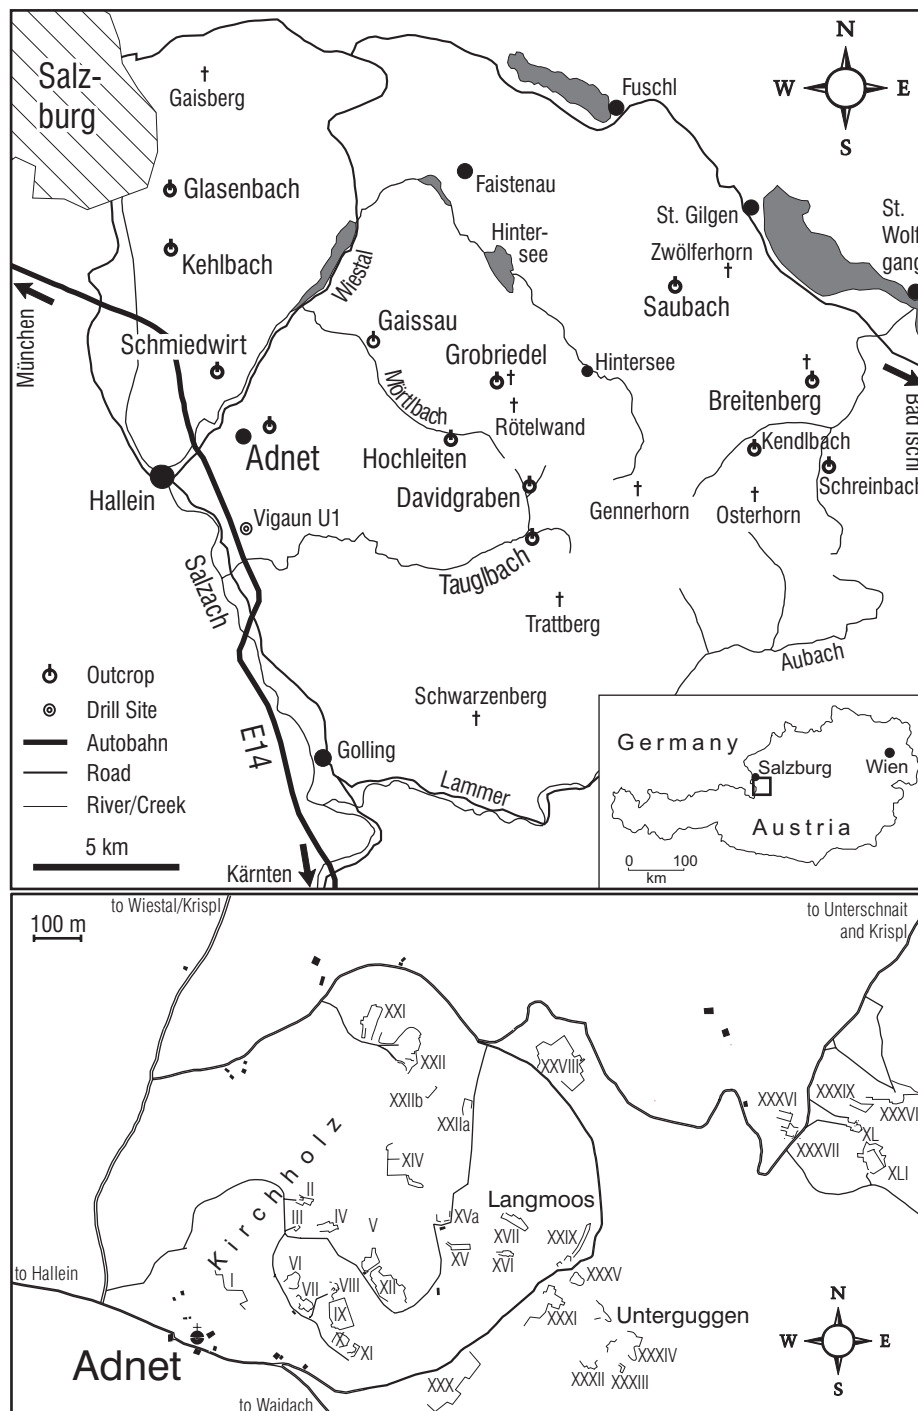 N
W
E
S
Salz-
burg
Gaisberg
Fuschl
Glasenbach
Faistenau
St. Gilgen
St.
Wolf
gang
Kehlbach
Wiestal
Hinter-
see
Zwölferhorn
Saubach
München
Schmiedwirt
Gaissau
Grobriedel
Hintersee
Mörtlbach
Rötelwand
Breitenberg
Bad Ischl
Adnet
Hochleiten
Kendlbach
Hallein
Davidgraben
Gennerhorn
Osterhorn
Schreinbach
Vigaun U1
Salzach
Tauglbach
Trattberg
Aubach
Outcrop
Drill Site
Autobahn
Road
River/Creek
5 km
Schwarzenberg
E14
Golling
Lammer
Kärnten
Germany
Salzburg
Wien
Austria
0 100
km
to Wiestal/Krispl
to Unterschnait
and Krispl
100 m
XXI
XXII
XXVIII
XXIIb
XXIIa
XXXVI
XXXIX
XXXVI
XL
XXXVII
XLI
Kirchholz
XIV
II
III
IV
V
XVa
Langmoos
XVII
XXIX
XV
XVI
to Hallein
I
VI
VII
VIII
XII
IX
X
XI
XXXV
XXXI
Unterguggen
XXXIV
XXXII
XXXIII
XXX
Adnet
to Waidach
N
W
E
S